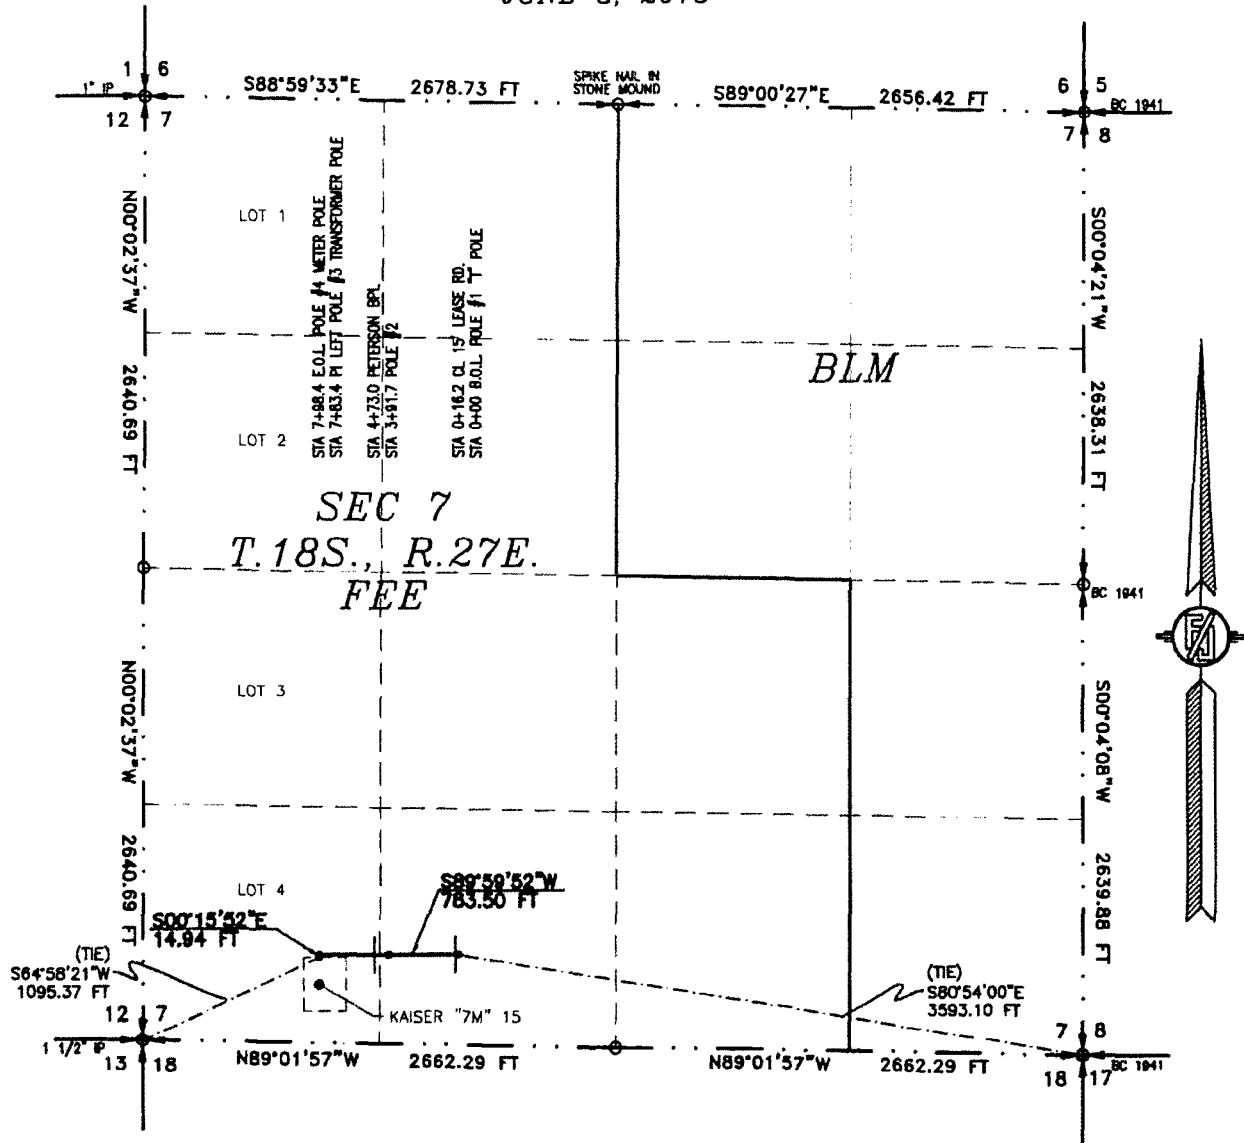 1 6
1" IP
12 7
S88°59'33"E 2678.73 FT
SPIKE NAIL IN
STONE MOUND
S89°00'27"E 2656.42 FT
6 5
BC 1941
7 8
N00°02'37"W 2640.69 FT
LOT 1
LOT 2
STA 7+98.4 E.O.L. POLE #4 METER POLE
STA 7+83.4 PI LEFT POLE #3 TRANSFORMER POLE
STA 4+73.0 PETERSON BPL
STA 3+91.7 POLE #2
STA 0+16.2 CL 15' LEASE RD.
STA 0+00 B.O.L. POLE #1 "T" POLE
BLM
S00°04'21"W 2638.31 FT
SEC 7
T.18S., R.27E.
FEE
BC 1941
N00°02'37"W 2640.69 FT
LOT 3
S00°04'08"W 2639.88 FT
LOT 4
S89°59'52"W
783.50 FT
S00°15'52"E
14.94 FT
(TIE)
S64°58'21"W
1095.37 FT
(TIE)
S80°54'00"E
3593.10 FT
KAISER "7M" 15
12 7
1 1/2" IP
13 18
N89°01'57"W 2662.29 FT
N89°01'57"W 2662.29 FT
7 8
18 17
BC 1941